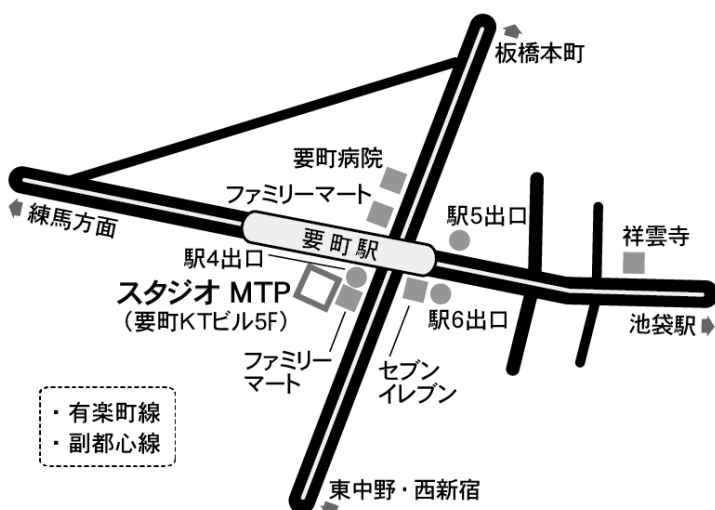 板橋本町
要町病院
ファミリーマート
練馬方面
要町駅
駅5出口
祥雲寺
駅4出口
スタジオ MTP
(要町KTビル5F)
駅6出口
池袋駅
ファミリー
マート
セブン
イレブン
・有楽町線
・副都心線
東中野・西新宿